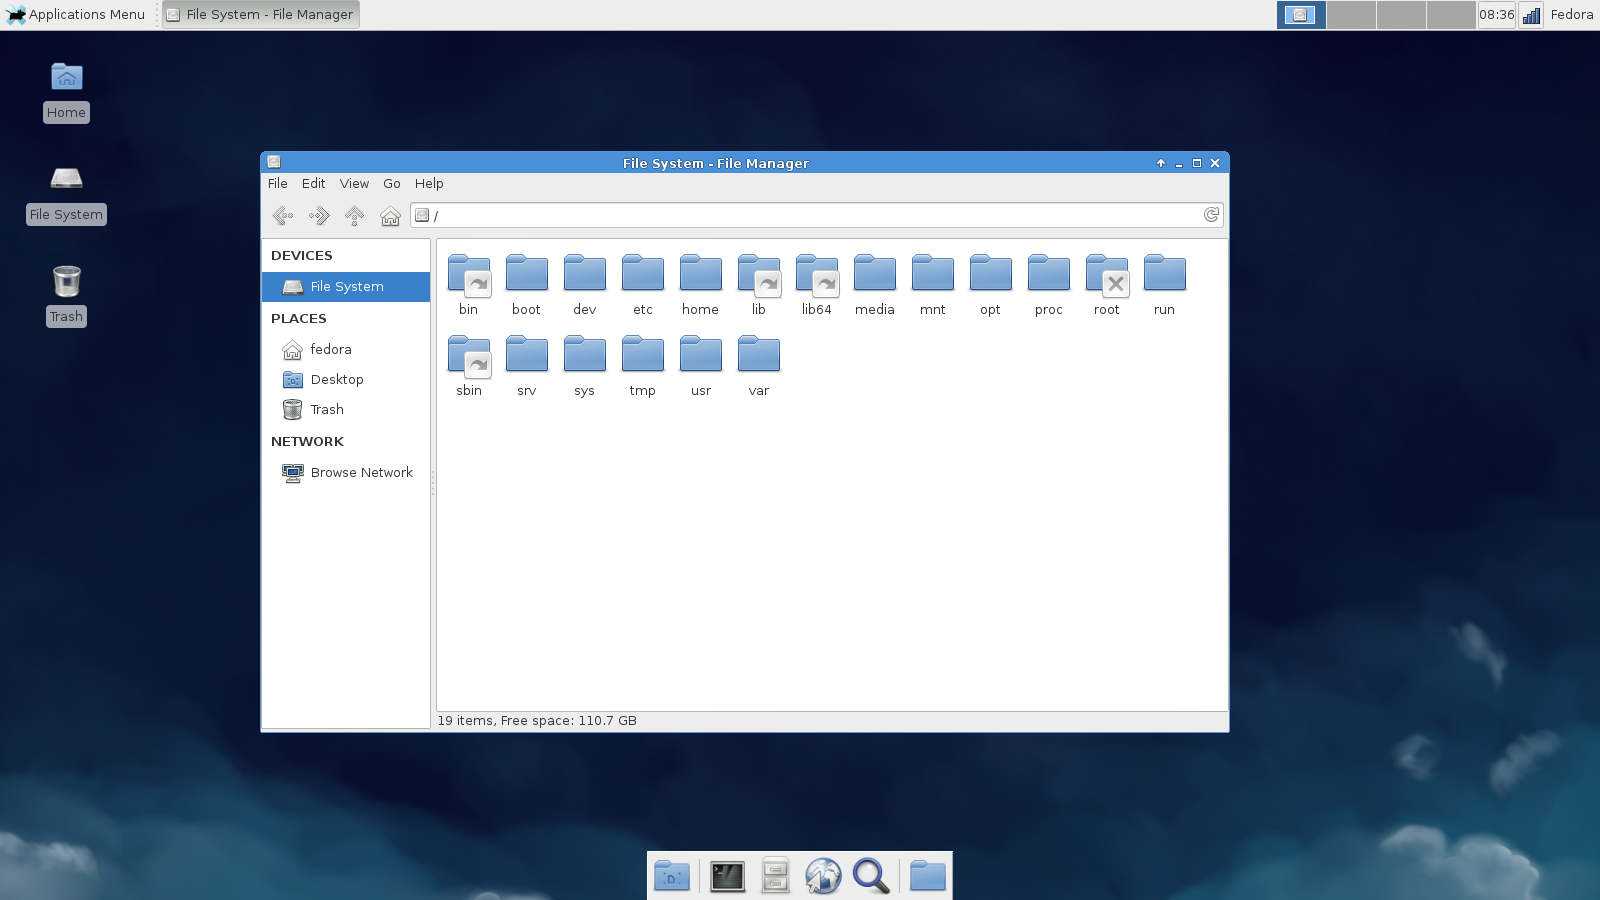 Applications Menu
File System - File Manager
08:36
Fedora
Home
File System
Trash
File System - File Manager
File Edit View Go Help
/
DEVICES
File System
PLACES
fedora
Desktop
Trash
NETWORK
Browse Network
bin boot dev etc home lib lib64 media mnt opt proc root run
sbin srv sys tmp usr var
19 items, Free space: 110.7 GB